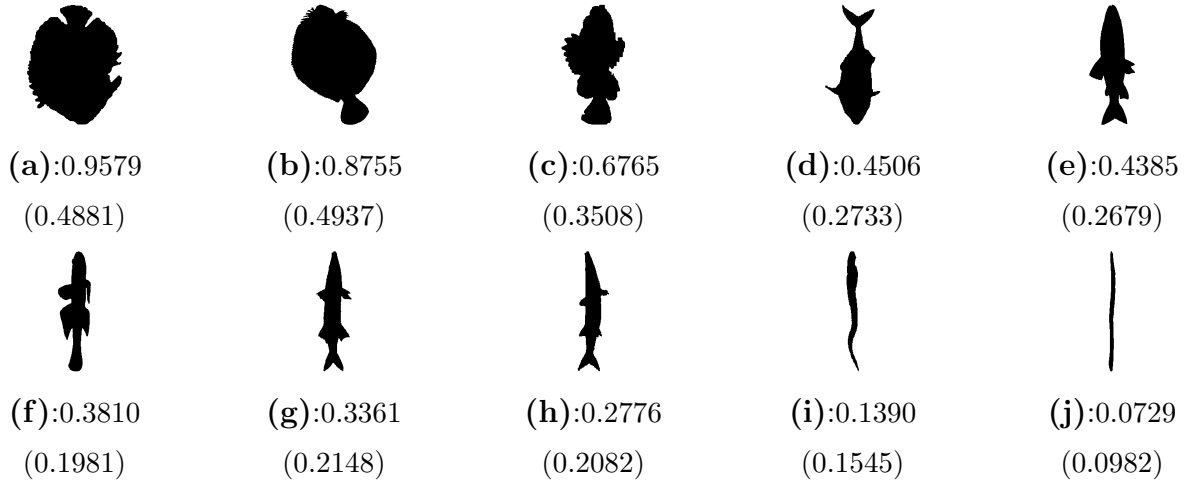 (a):0.9579 (b):0.8755 (c):0.6765 (d):0.4506 (e):0.4385
(0.4881) (0.4937) (0.3508) (0.2733) (0.2679)
(f):0.3810 (g):0.3361 (h):0.2776 (i):0.1390 (j):0.0729
(0.1981) (0.2148) (0.2082) (0.1545) (0.0982)